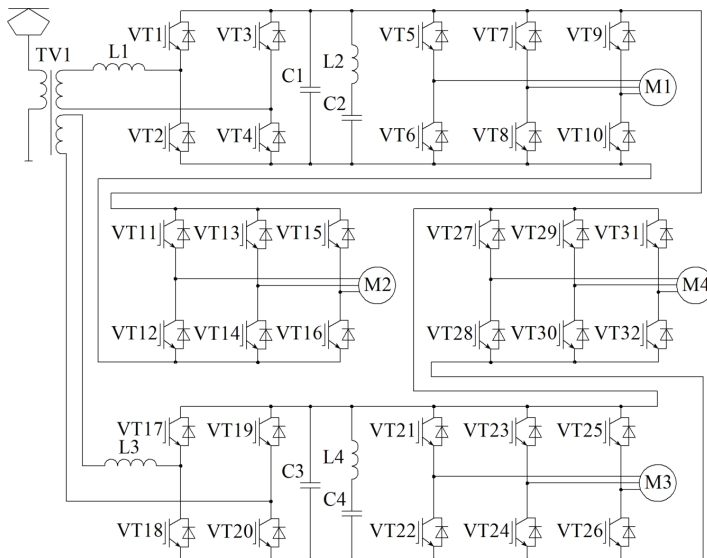 VT1 VT3 VT5 VT7 VT9
TV1 L1 C1 L2 M1
C2
VT2 VT4 VT6 VT8 VT10
VT11 VT13 VT15 VT27 VT29 VT31
M2 M4
VT12 VT14 VT16 VT28 VT30 VT32
VT17 VT19 VT21 VT23 VT25
L3 C3 L4 M3
C4
VT18 VT20 VT22 VT24 VT26